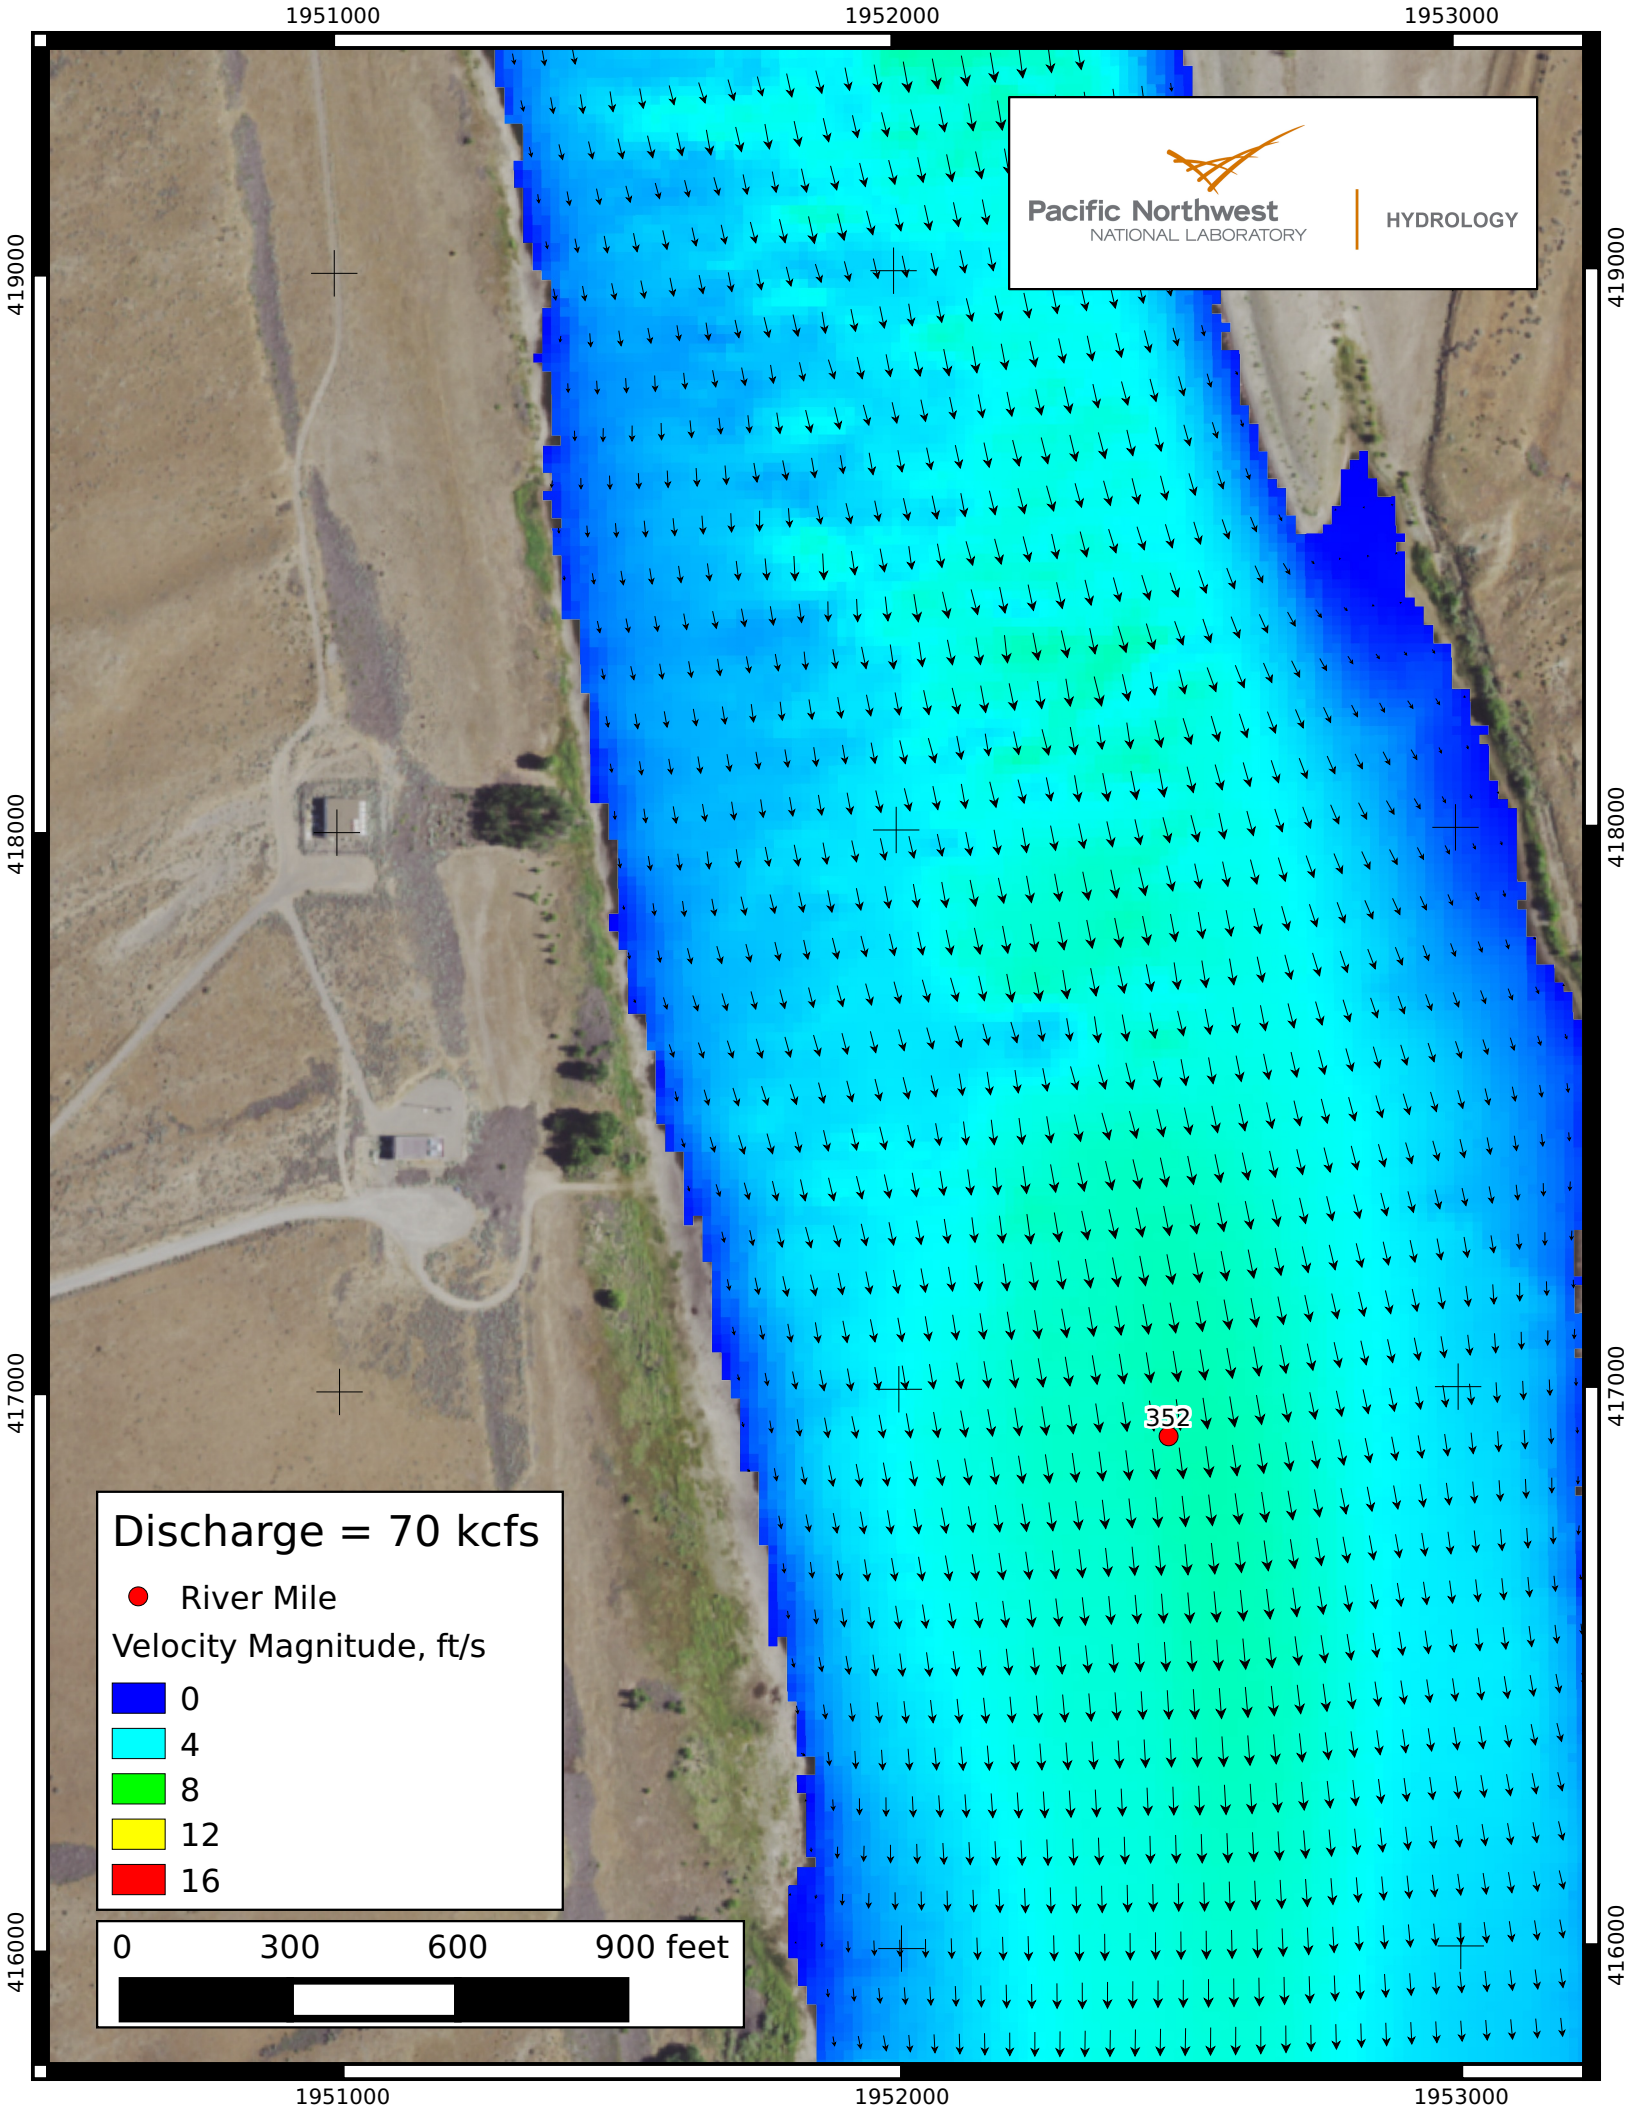 1951000 1952000 1953000
Pacific Northwest
NATIONAL LABORATORY
HYDROLOGY
419000 419000
418000 418000
417000 417000
352
Discharge = 70 kcfs
River Mile
Velocity Magnitude, ft/s
0
4
8
12
16
0 300 600 900 feet
416000 416000
1951000 1952000 1953000